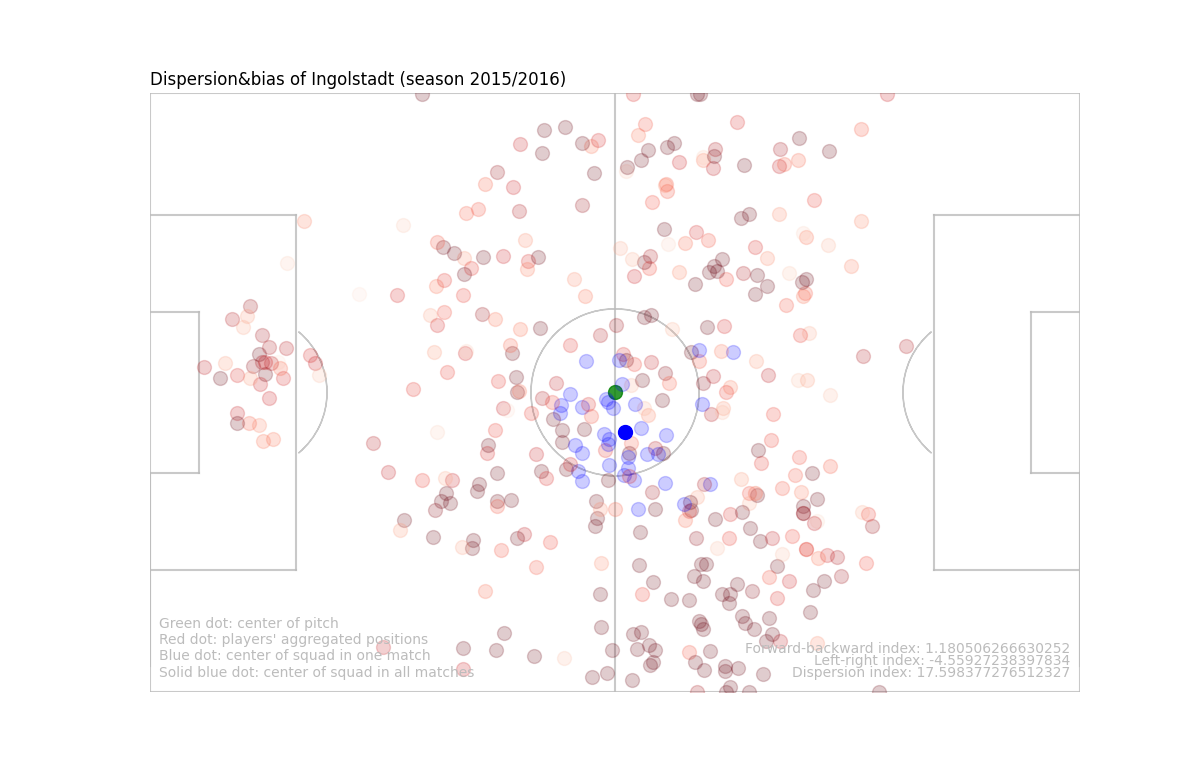 Dispersion&bias of Ingolstadt (season 2015/2016)
Green dot: center of pitch
Red dot: players' aggregated positions
Blue dot: center of squad in one match
Solid blue dot: center of squad in all matches
Forward-backward index: 1.180506266630252
Left-right index: -4.55927238397834
Dispersion index: 17.598377276512327